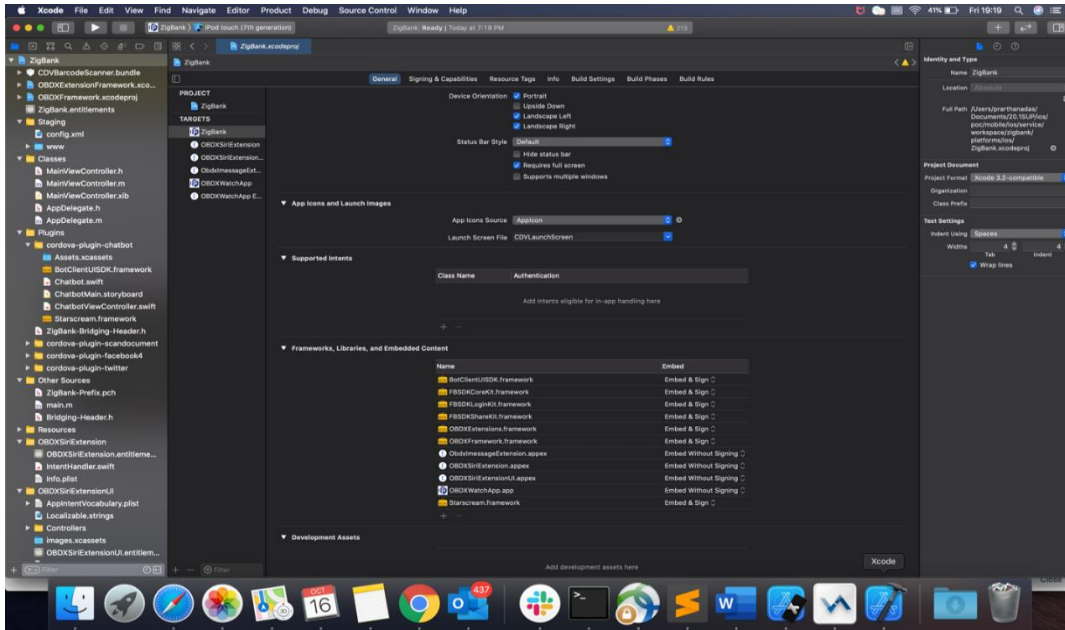 Xcode File Edit View Find Navigate Editor Product Debug Source Control Window Help
41% Fri 19:19
ZigBank iPod touch (7th generation)
ZigBank: Ready | Today at 7:19 PM
ZigBank.xcodeproj
ZigBank
ZigBank
CDVBarcodeScanner.bundle
OBDXExtensionFramework.xco...
OBDXFramework.xcodeproj
ZigBank.entitlements
Staging
config.xml
www
Classes
MainViewController.h
MainViewController.m
MainViewController.xib
AppDelegate.h
AppDelegate.m
Plugins
cordova-plugin-chatbot
Assets.xcassets
BotClientUISDK.framework
Chatbot.swift
ChatbotMain.storyboard
ChatbotViewController.swift
Starscream.framework
ZigBank-Bridging-Header.h
cordova-plugin-scandocument
cordova-plugin-facebook4
cordova-plugin-twitter
Other Sources
ZigBank-Prefix.pch
main.m
Bridging-Header.h
Resources
OBDXSiriExtension
OBDXSiriExtension.entitleme...
IntentHandler.swift
Info.plist
OBDXSiriExtensionUI
AppIntentVocabulary.plist
Localizable.strings
Controllers
images.xcassets
OBDXSiriExtensionUI.entitlem...
Filter
PROJECT
ZigBank
TARGETS
ZigBank
OBDXSiriExtension
OBDXSiriExtension...
ObdxImessageExt...
OBDXWatchApp
OBDXWatchApp E...
Filter
General Signing & Capabilities Resource Tags Info Build Settings Build Phases Build Rules
Device Orientation Portrait
Upside Down
Landscape Left
Landscape Right
Status Bar Style Default
Hide status bar
Requires full screen
Supports multiple windows
App Icons and Launch Images
App Icons Source AppIcon
Launch Screen File CDVLaunchScreen
Supported Intents
Class Name Authentication
Add intents eligible for in-app handling here
Frameworks, Libraries, and Embedded Content
Name Embed
BotClientUISDK.framework Embed & Sign
FBSDKCoreKit.framework Embed & Sign
FBSDKLoginKit.framework Embed & Sign
FBSDKShareKit.framework Embed & Sign
OBDXExtensions.framework Embed & Sign
OBDXFramework.framework Embed & Sign
ObdxImessageExtension.appex Embed Without Signing
OBDXSiriExtension.appex Embed Without Signing
OBDXSiriExtensionUI.appex Embed Without Signing
OBDXWatchApp.app Embed Without Signing
Starscream.framework Embed & Sign
Development Assets
Add development assets here
Identity and Type
Name ZigBank
Location Absolute
Full Path /Users/prarthenadas/
Documents/20.1SUP/ios/
poc/mobile/ios/service/
workspace/zigbank/
platforms/ios/
ZigBank.xcodeproj
Project Document
Project Format Xcode 3.2-compatible
Organization
Class Prefix
Text Settings
Indent Using Spaces
Widths 4 4
Tab Indent
Wrap lines
Xcode
Close
OCT
16
437